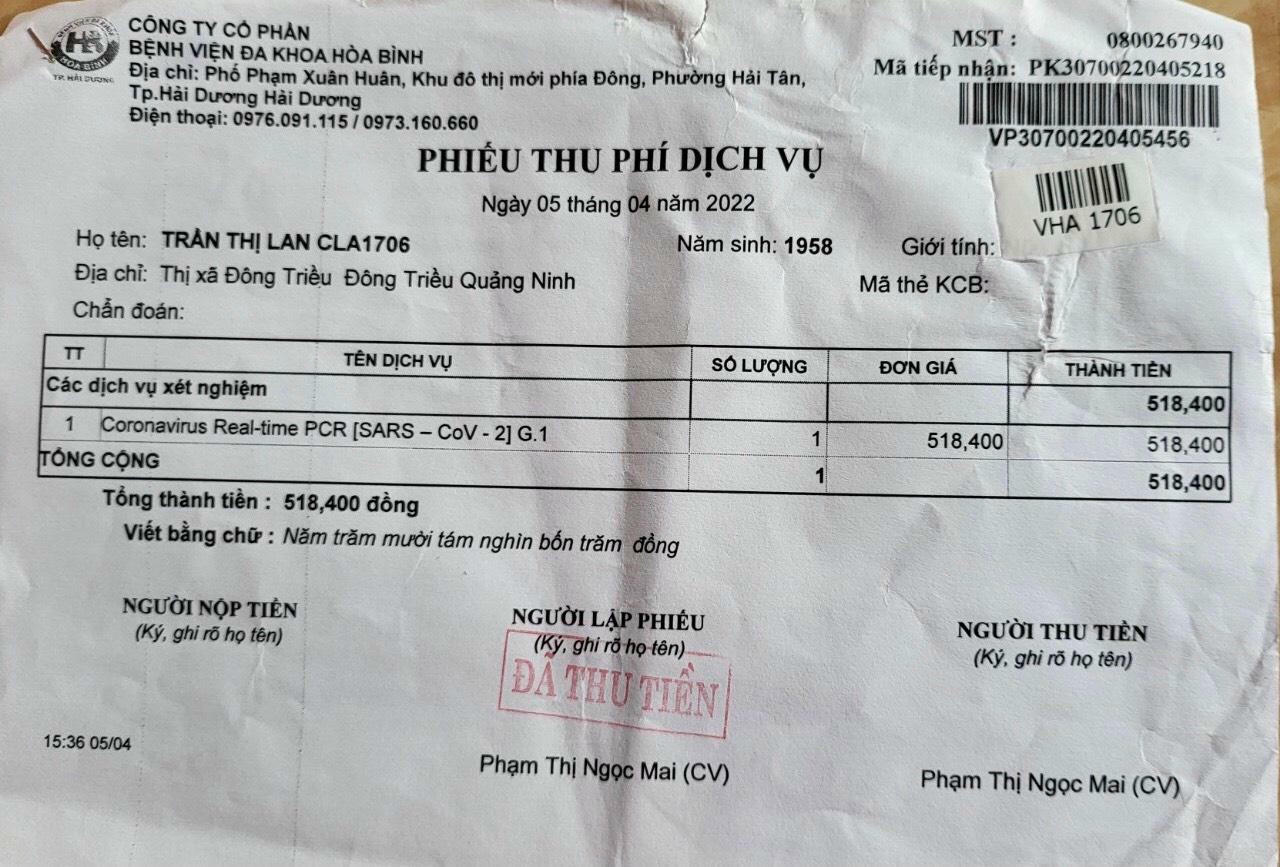 CÔNG TY CỔ PHẦN
BỆNH VIỆN ĐA KHOA HÒA BÌNH
Địa chỉ: Phố Phạm Xuân Huân, Khu đô thị mới phía Đông, Phường Hải Tân,
Tp.Hải Dương Hải Dương
Điện thoại: 0976.091.115 / 0973.160.660
HR
HÒA BÌNH
TP. HẢI DƯƠNG
MST : 0800267940
Mã tiếp nhận: PK30700220405218
VP30700220405456
PHIẾU THU PHÍ DỊCH VỤ
Ngày 05 tháng 04 năm 2022
VHA 1706
Họ tên: TRẦN THỊ LAN CLA1706 Năm sinh: 1958 Giới tính:
Địa chỉ: Thị xã Đông Triều Đông Triều Quảng Ninh Mã thẻ KCB:
Chẩn đoán:
TT TÊN DỊCH VỤ SỐ LƯỢNG ĐƠN GIÁ THÀNH TIỀN
Các dịch vụ xét nghiệm 518,400
1 Coronavirus Real-time PCR [SARS – CoV - 2] G.1 1 518,400 518,400
TỔNG CỘNG 1 518,400
Tổng thành tiền : 518,400 đồng
Viết bằng chữ : Năm trăm mười tám nghìn bốn trăm đồng
NGƯỜI NỘP TIỀN NGƯỜI LẬP PHIẾU NGƯỜI THU TIỀN
(Ký, ghi rõ họ tên) (Ký, ghi rõ họ tên) (Ký, ghi rõ họ tên)
ĐÃ THU TIỀN
15:36 05/04
Phạm Thị Ngọc Mai (CV) Phạm Thị Ngọc Mai (CV)